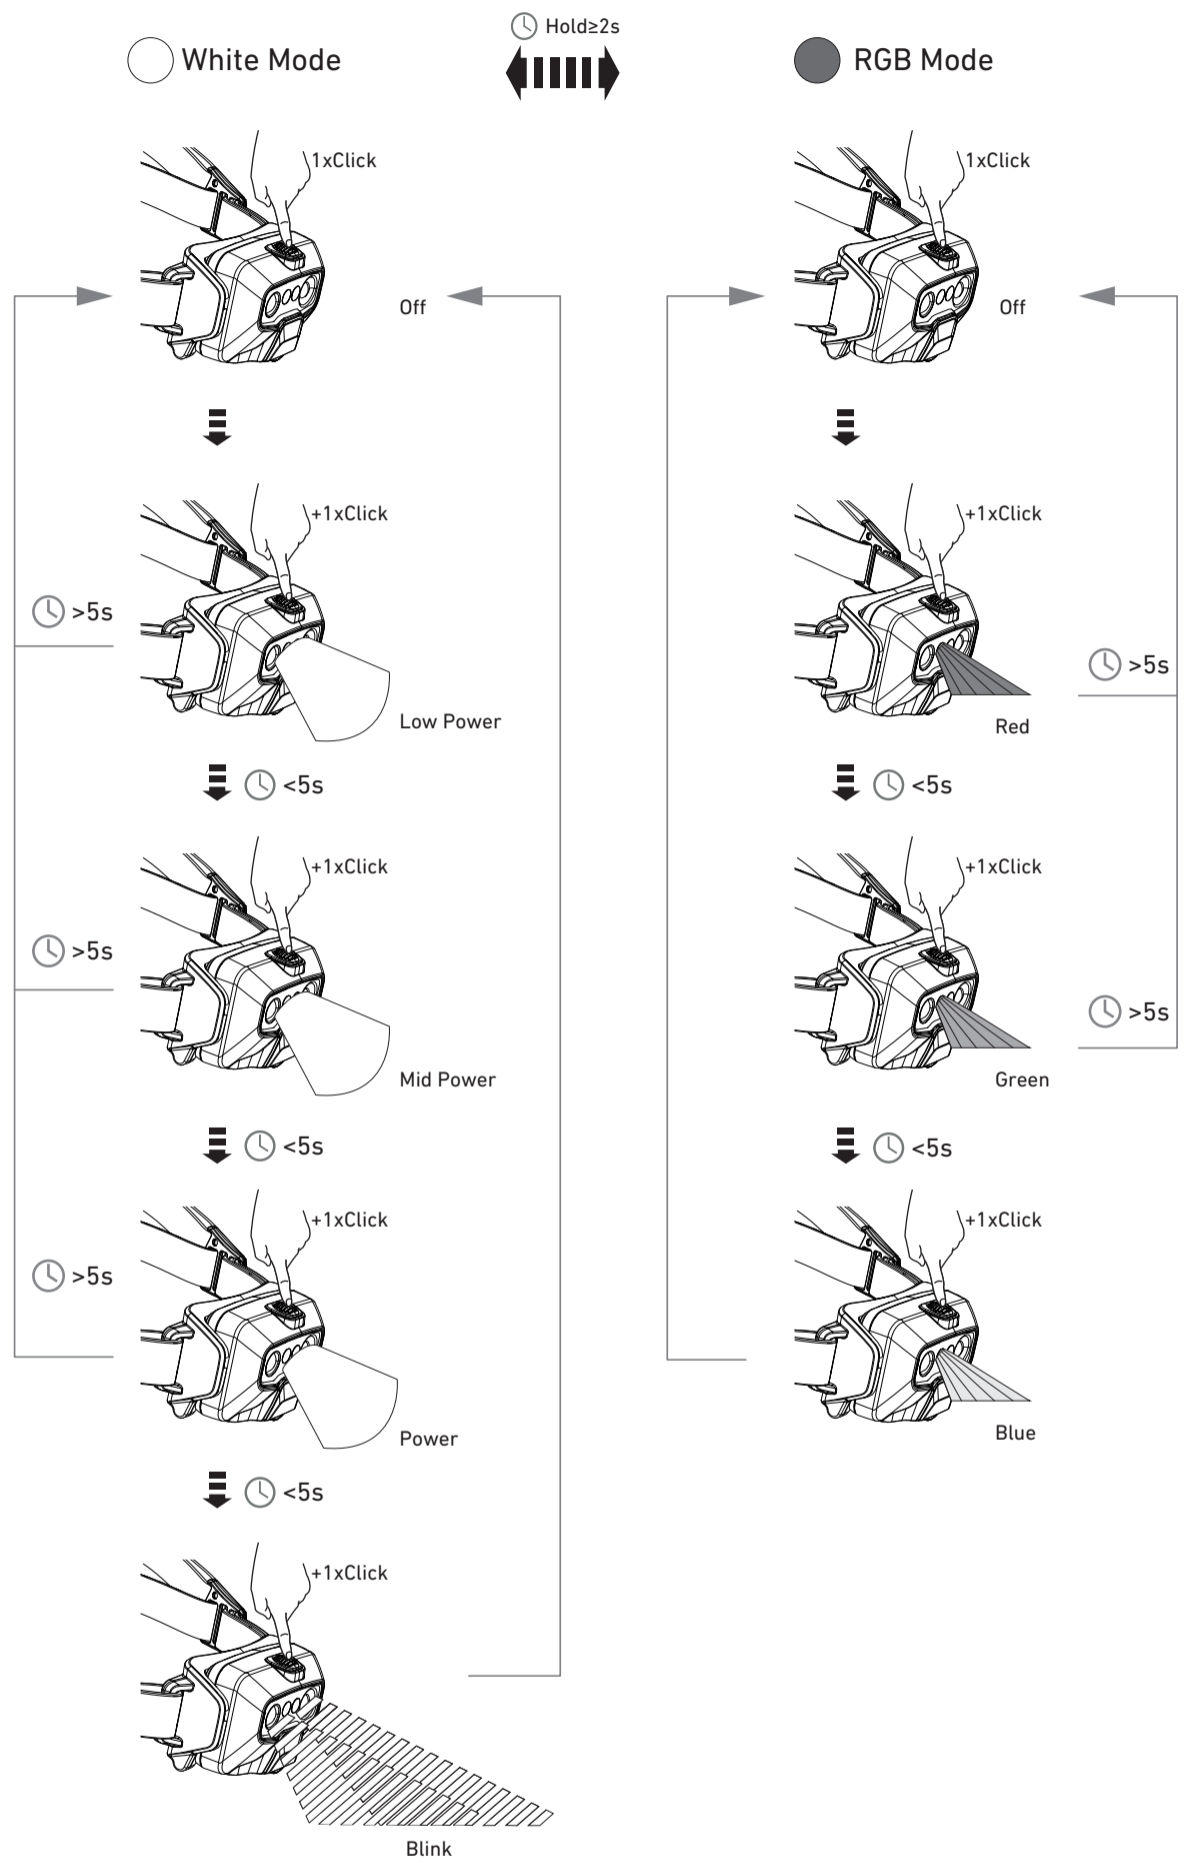 Hold≥2s
White Mode
RGB Mode
1xClick
1xClick
Off
Off
+1xClick
+1xClick
>5s
>5s
Low Power
Red
<5s
<5s
+1xClick
+1xClick
>5s
>5s
Mid Power
Green
<5s
<5s
+1xClick
+1xClick
>5s
Power
Blue
<5s
+1xClick
Blink